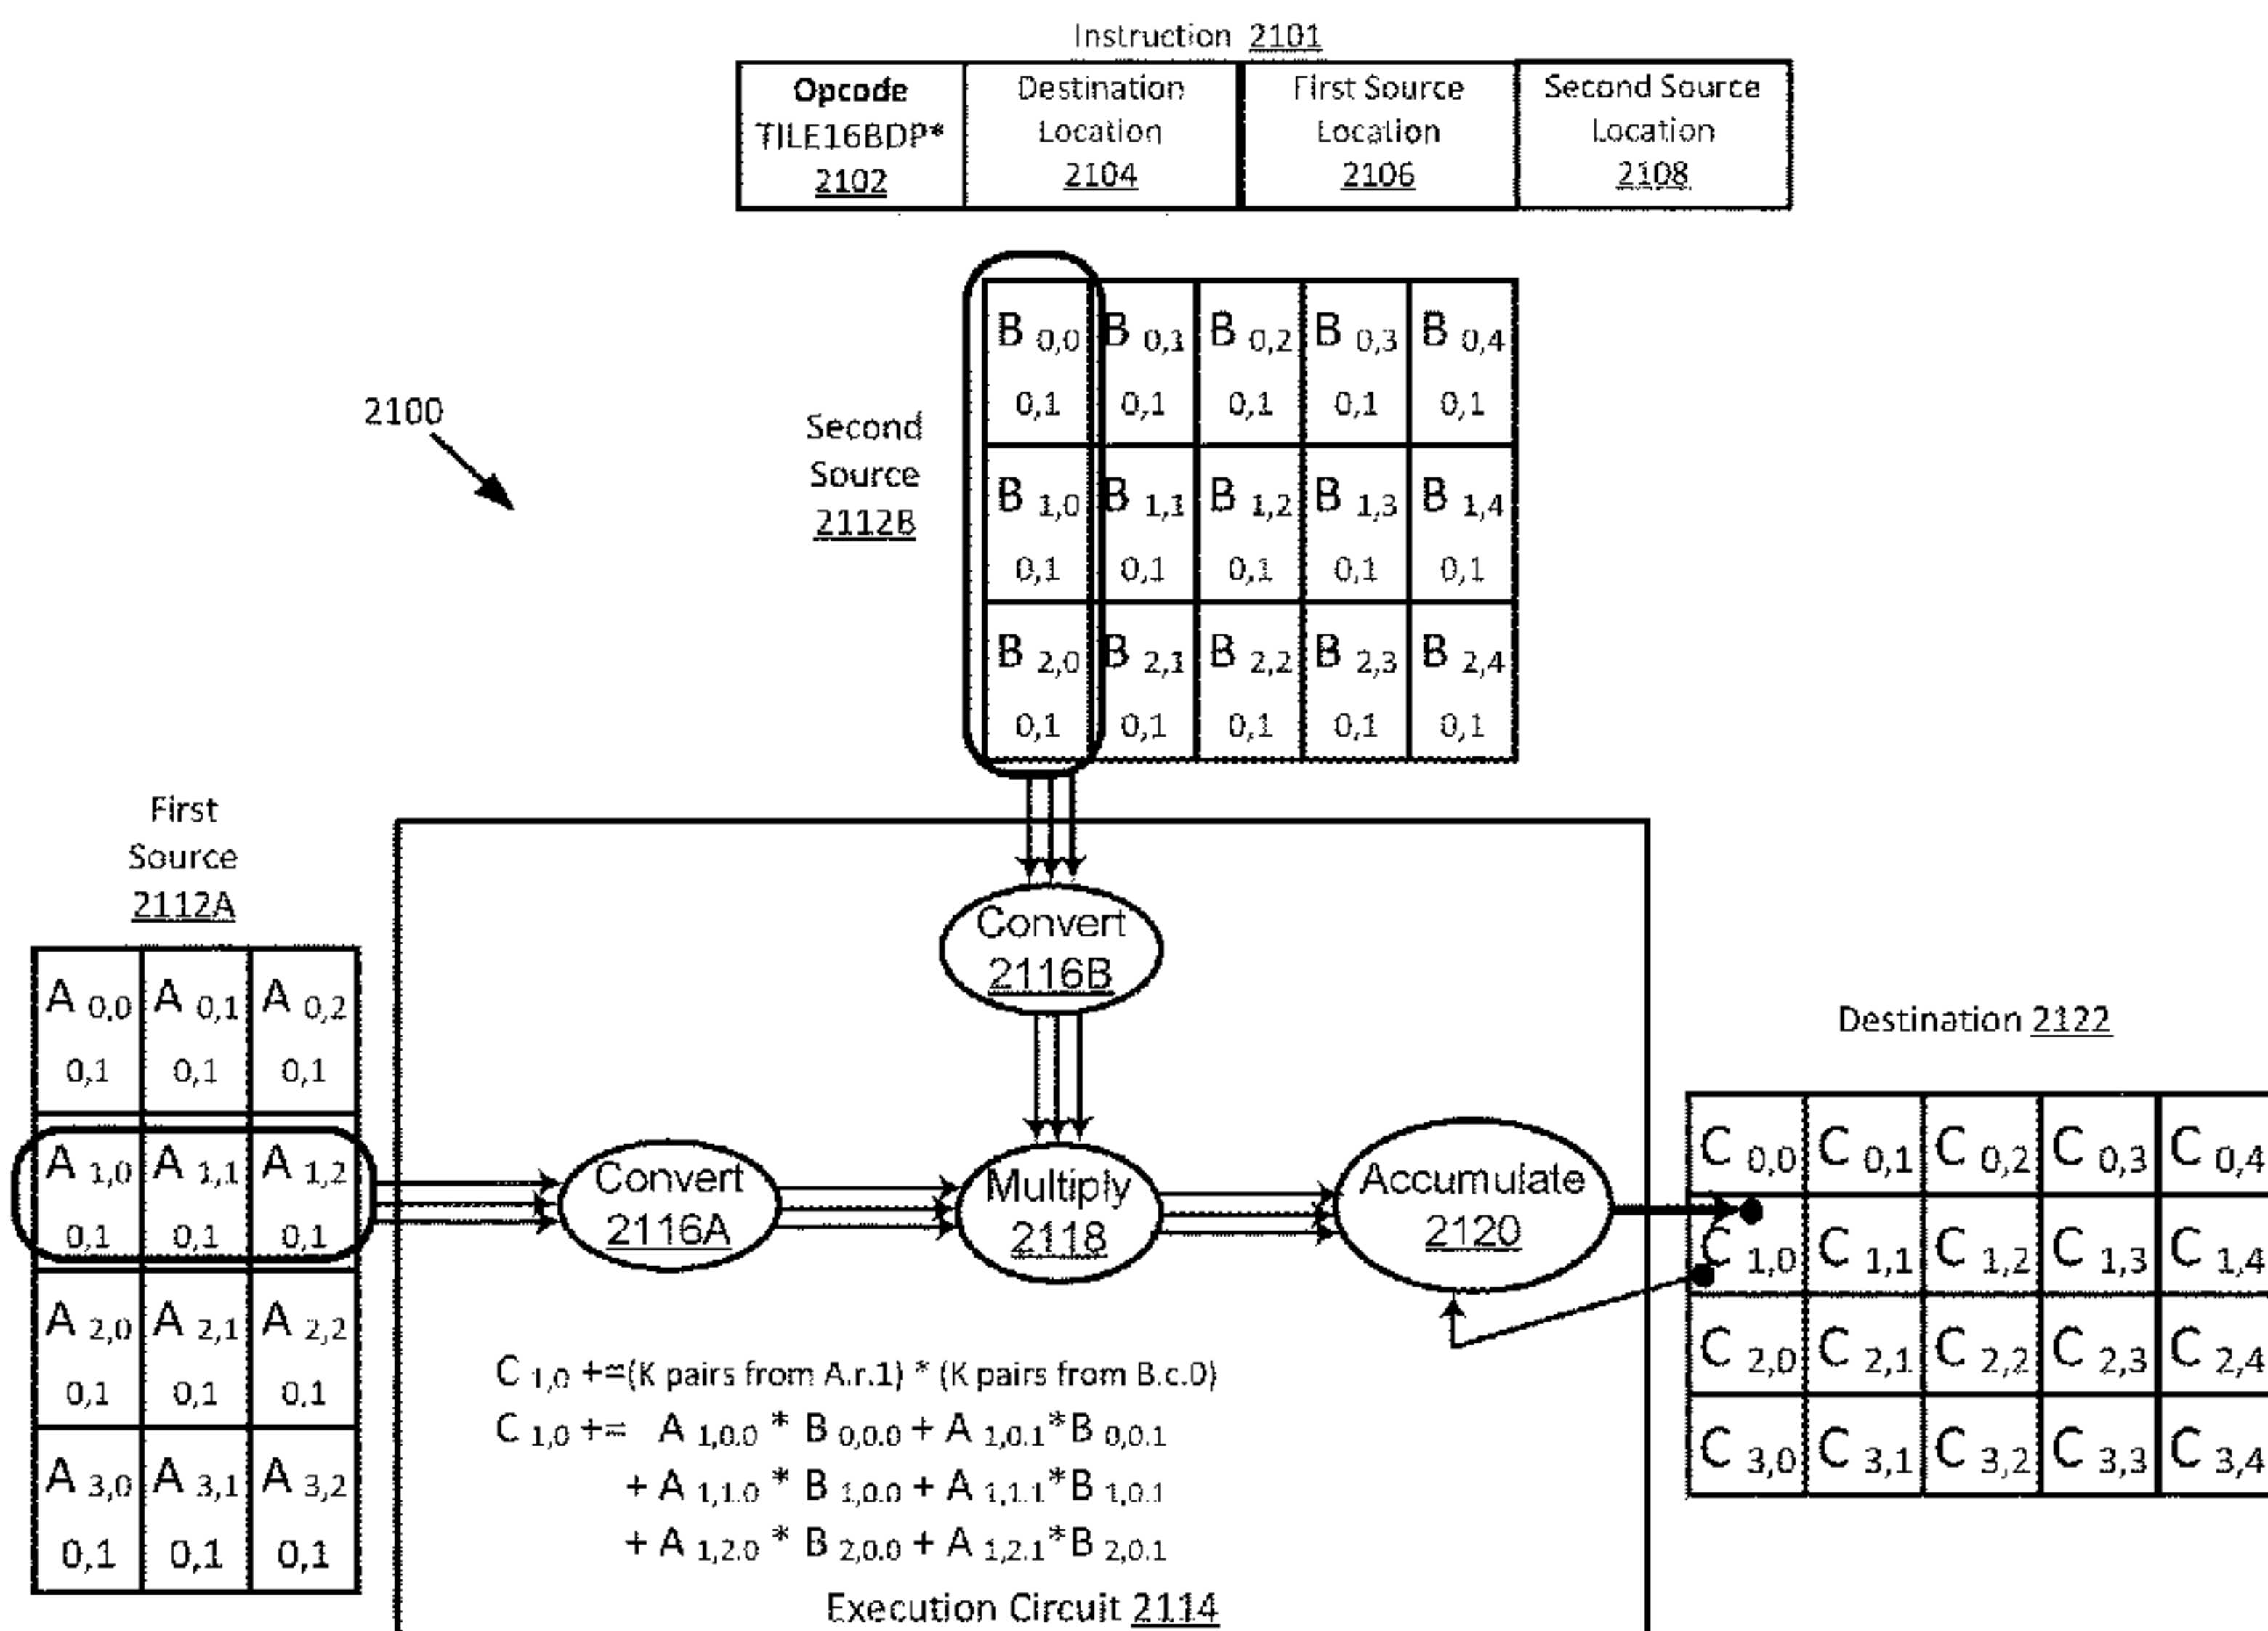 Instruction 2101
Opcode
TILE16BDP*
2102
Destination
Location
2104
First Source
Location
2106
Second Source
Location
2108
2100
Second
Source
2112B
B 0,0 B 0,1 B 0,2 B 0,3 B 0,4
0,1 0,1 0,1 0,1 0,1
B 1,0 B 1,1 B 1,2 B 1,3 B 1,4
0,1 0,1 0,1 0,1 0,1
B 2,0 B 2,1 B 2,2 B 2,3 B 2,4
0,1 0,1 0,1 0,1 0,1
First
Source
2112A
A 0,0 A 0,1 A 0,2
0,1 0,1 0,1
A 1,0 A 1,1 A 1,2
0,1 0,1 0,1
A 2,0 A 2,1 A 2,2
0,1 0,1 0,1
A 3,0 A 3,1 A 3,2
0,1 0,1 0,1
Convert
2116B
Convert
2116A
Multiply
2118
Accumulate
2120
Destination 2122
C 0,0 C 0,1 C 0,2 C 0,3 C 0,4
C 1,0 C 1,1 C 1,2 C 1,3 C 1,4
C 2,0 C 2,1 C 2,2 C 2,3 C 2,4
C 3,0 C 3,1 C 3,2 C 3,3 C 3,4
C 1,0 +=(K pairs from A.r.1) * (K pairs from B.c.0)
C 1,0 += A 1,0.0 * B 0,0.0 + A 1,0.1*B 0,0.1
+ A 1,1.0 * B 1,0.0 + A 1,1.1*B 1,0.1
+ A 1,2.0 * B 2,0.0 + A 1,2.1*B 2,0.1
Execution Circuit 2114